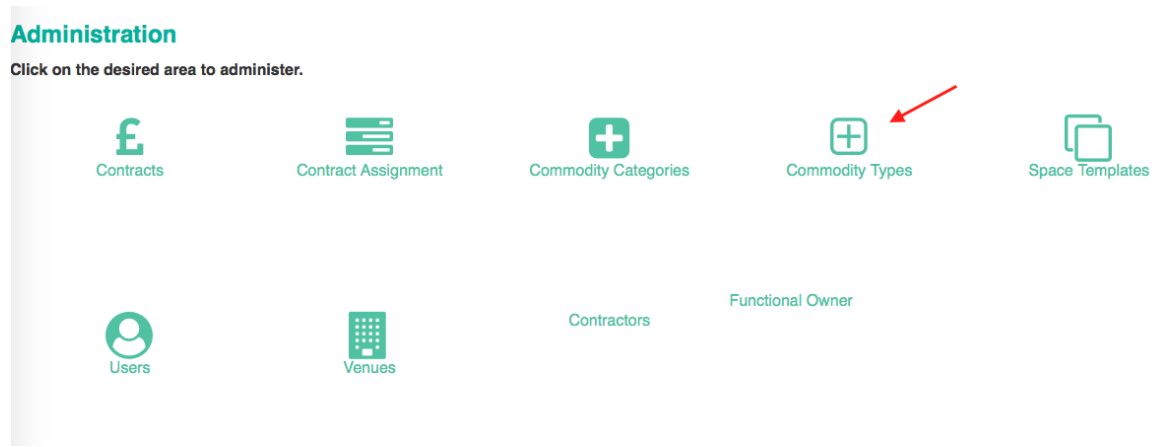 Administration
Click on the desired area to administer.
£
Contracts
Contract Assignment
Commodity Categories
Commodity Types
Space Templates
Users
Venues
Contractors
Functional Owner